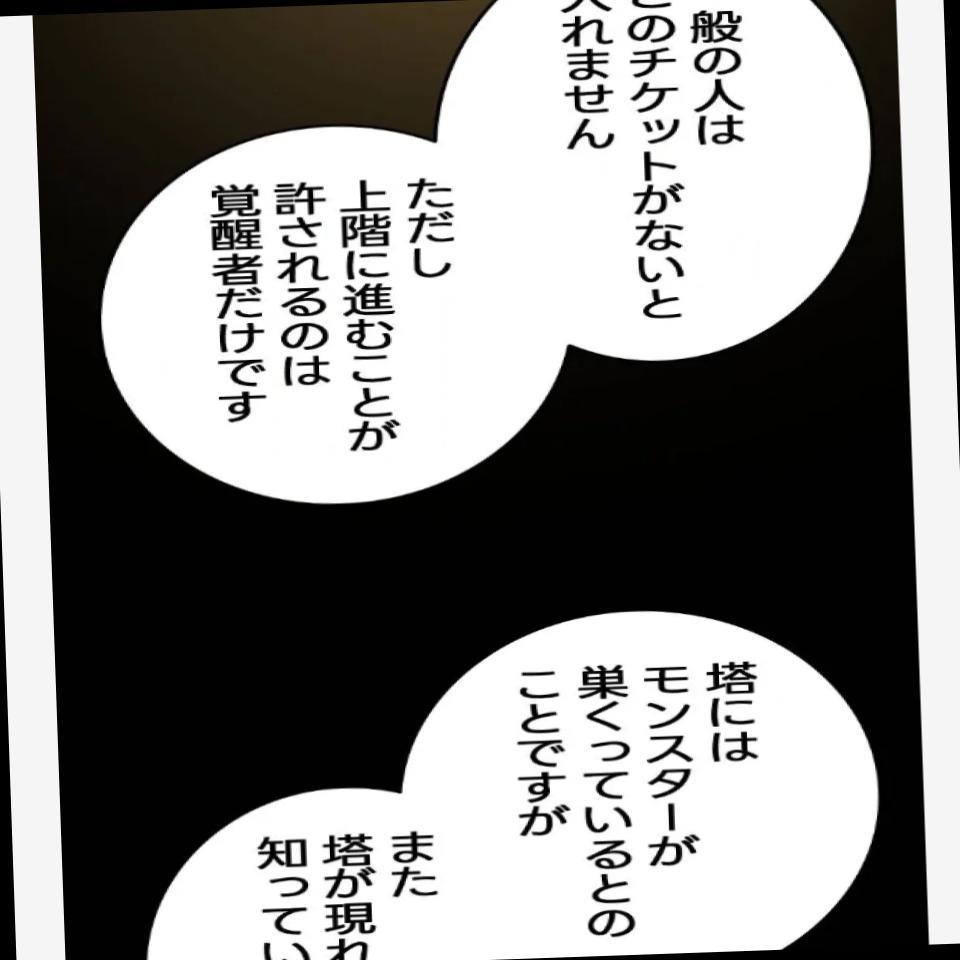 般の人は
このチケットがないと
入れません
ただし
上階に進むことが
許されるのは
覚醒者だけです
塔には
モンスターが
巣くっているとの
ことですが
また
塔が現れ
知ってい